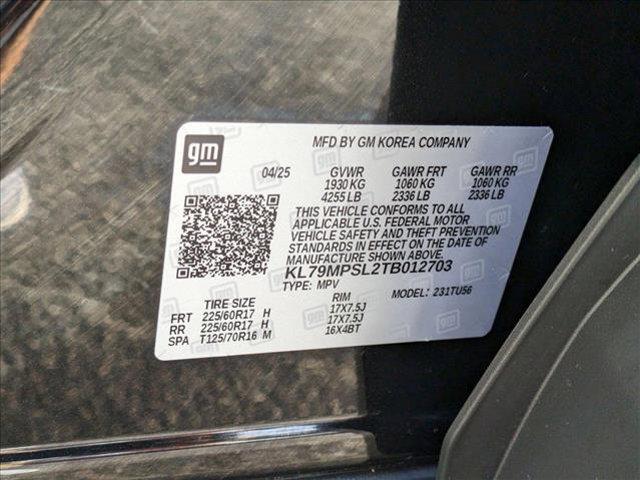 gm
MFD BY GM KOREA COMPANY
04/25 GVWR GAWR FRT GAWR RR
1930 KG 1060 KG 1060 KG
4255 LB 2336 LB 2336 LB
THIS VEHICLE CONFORMS TO ALL
APPLICABLE U.S. FEDERAL MOTOR
VEHICLE SAFETY AND THEFT PREVENTION
STANDARDS IN EFFECT ON THE DATE OF
MANUFACTURE SHOWN ABOVE.
KL79MPSL2TB012703
TYPE: MPV MODEL: 231TU56
TIRE SIZE RIM
FRT 225/60R17 H 17X7.5J
RR 225/60R17 H 17X7.5J
SPA T125/70R16 M 16X4BT